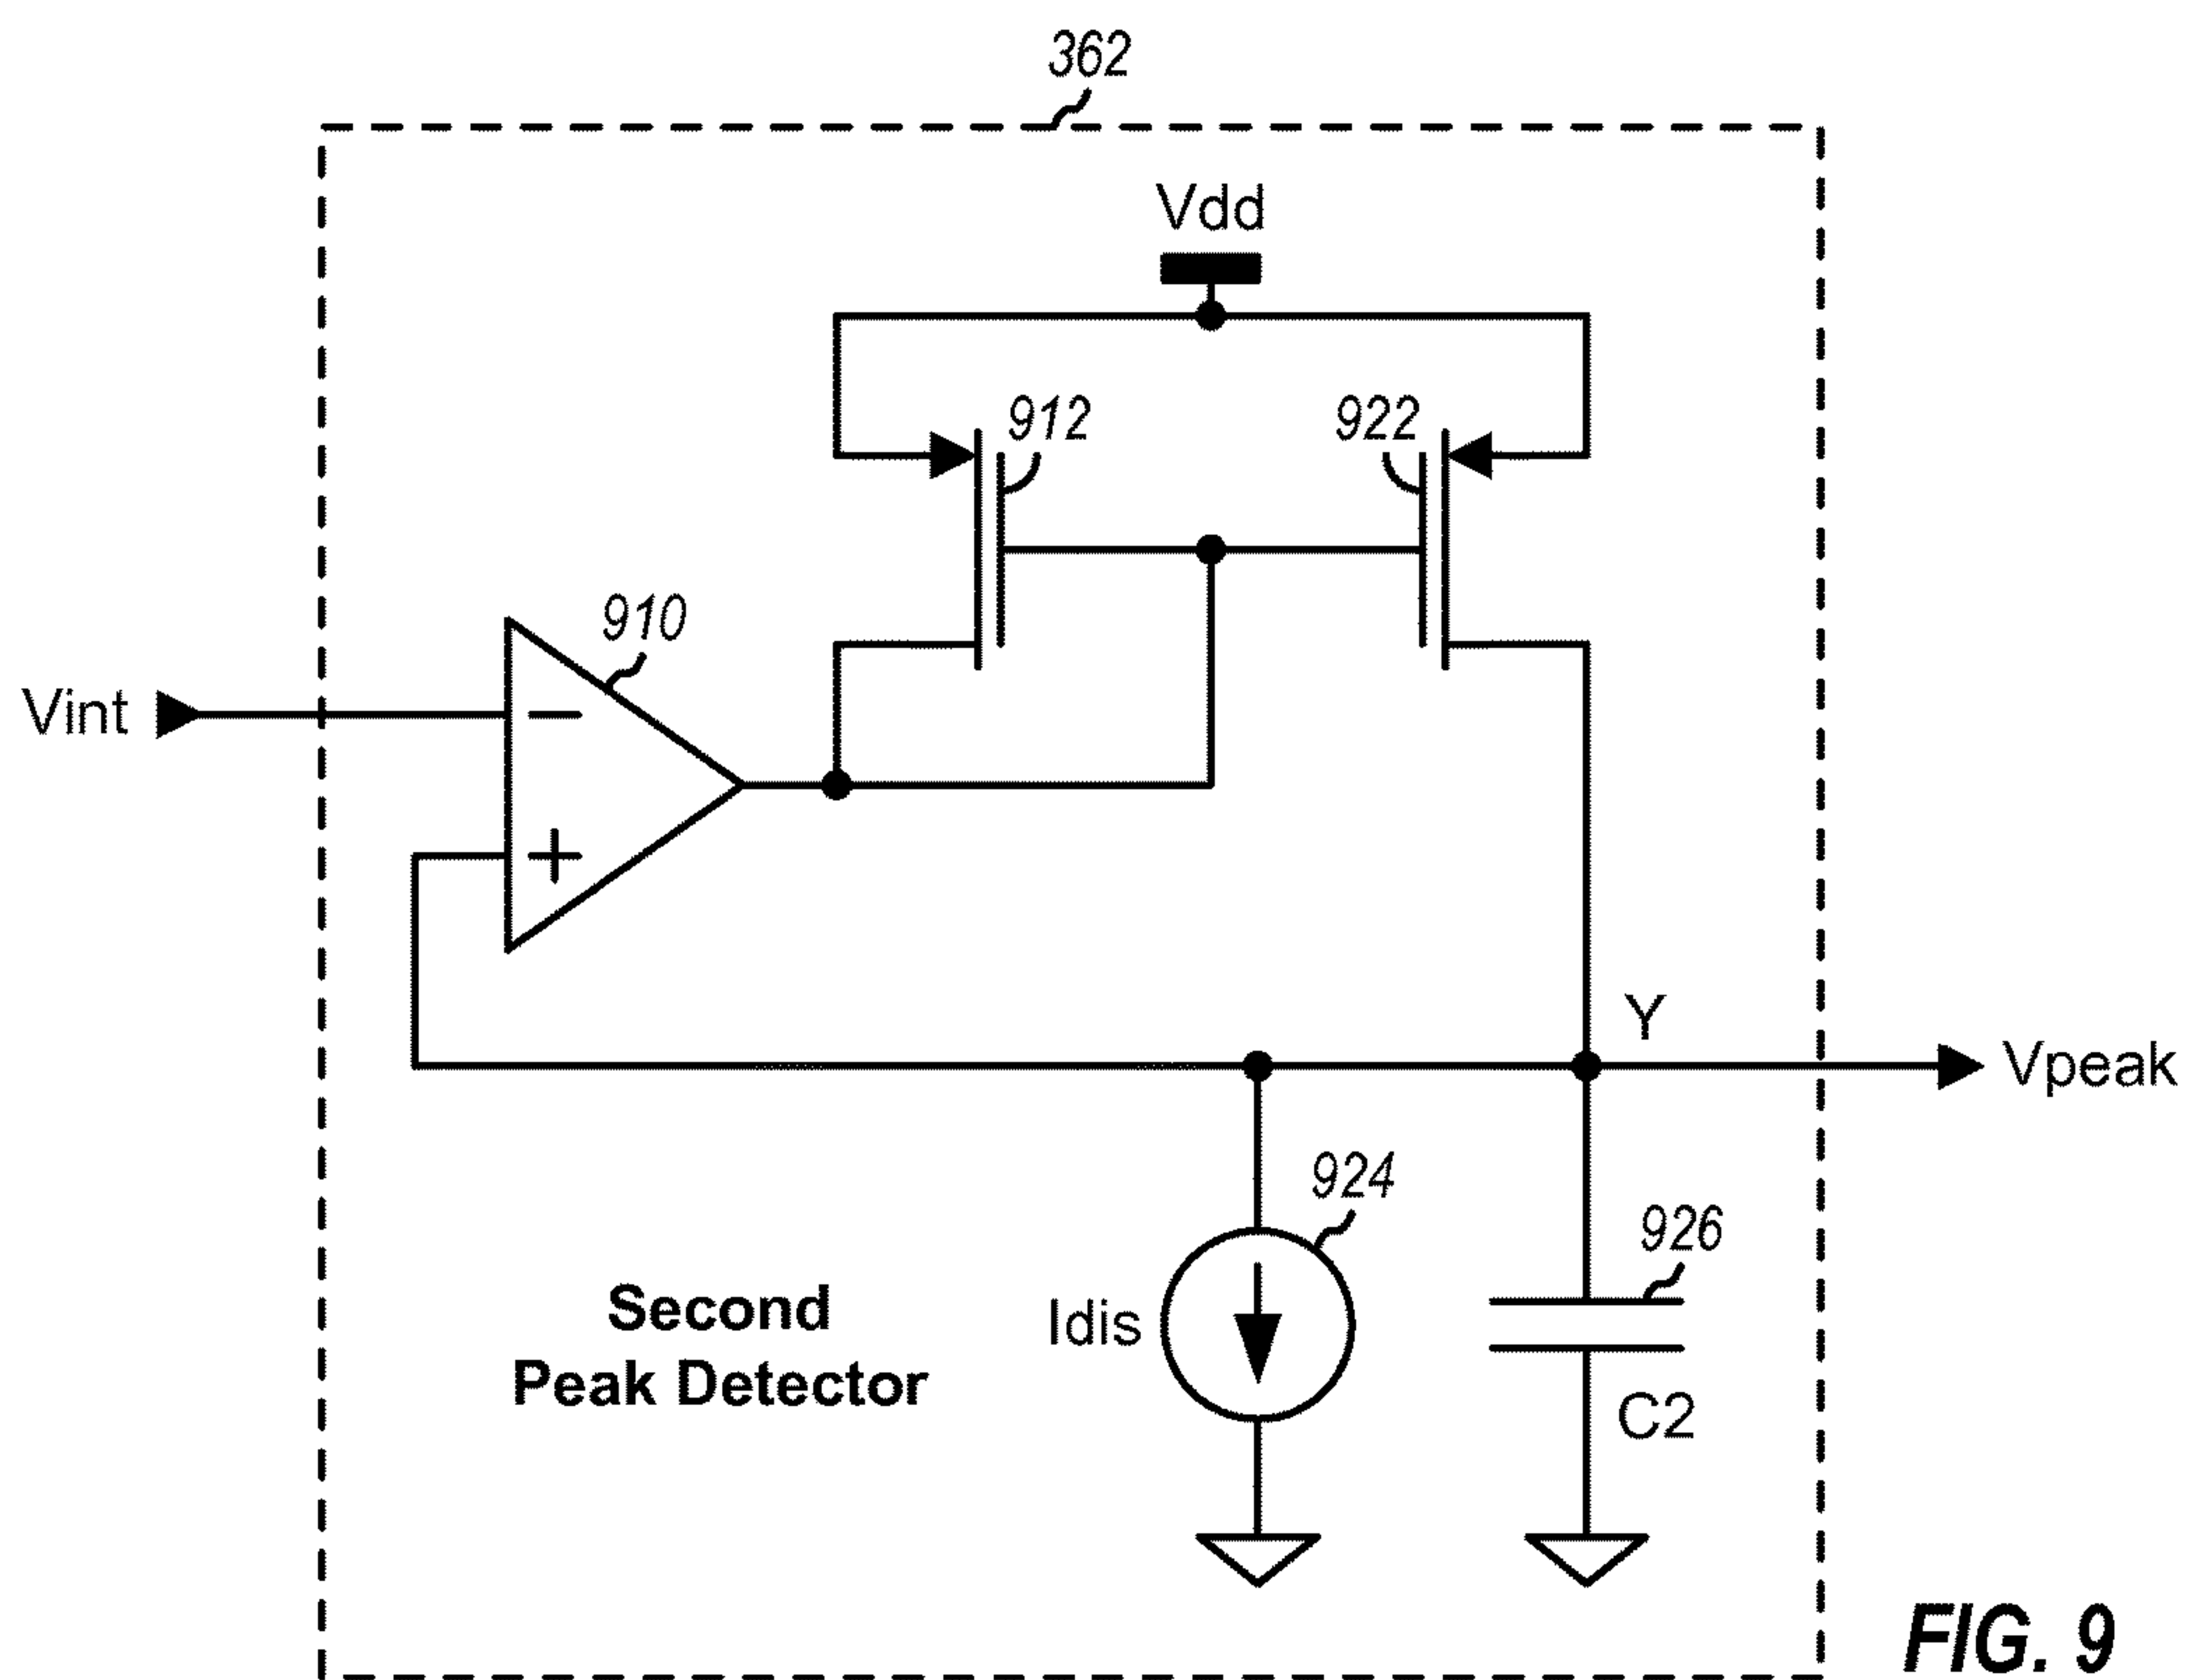 362
Vdd
912
922
910
Vint
−
+
Y
Vpeak
924
926
Idis
C2
Second
Peak Detector
FIG. 9